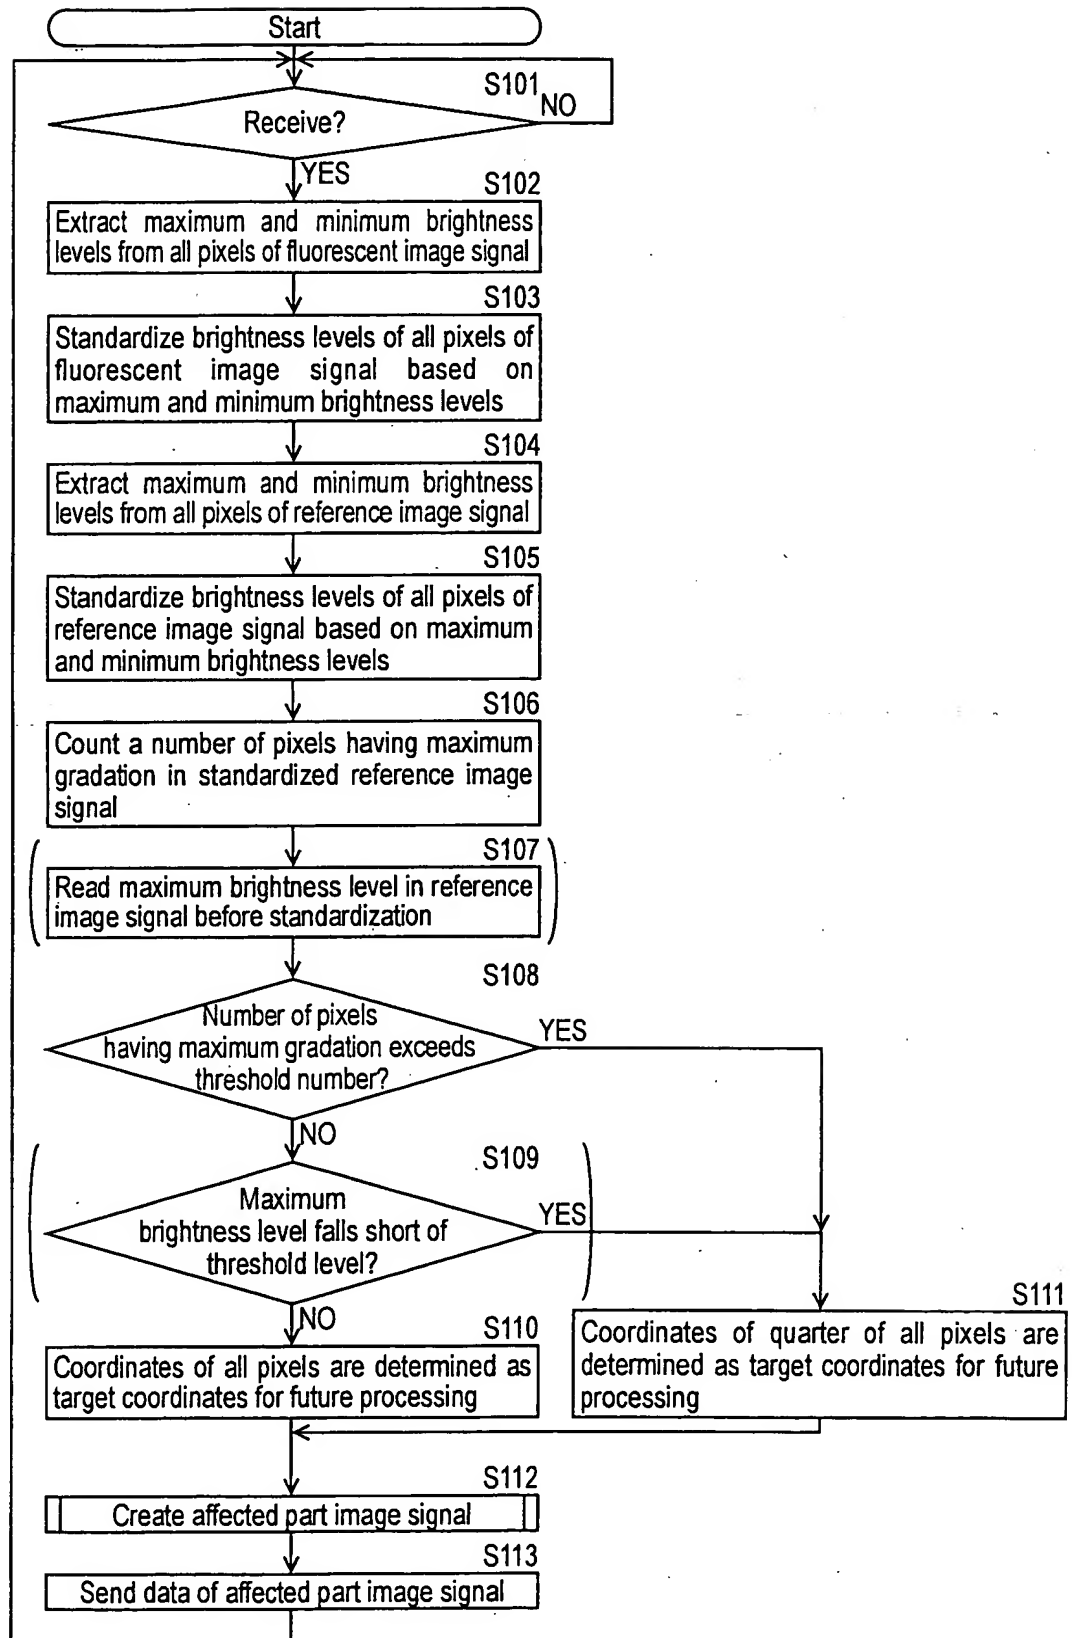 Start
S101
NO
Receive?
YES
S102
Extract maximum and minimum brightness
levels from all pixels of fluorescent image signal
S103
Standardize brightness levels of all pixels of
fluorescent image signal based on
maximum and minimum brightness levels
S104
Extract maximum and minimum brightness
levels from all pixels of reference image signal
S105
Standardize brightness levels of all pixels of
reference image signal based on maximum
and minimum brightness levels
S106
Count a number of pixels having maximum
gradation in standardized reference image
signal
S107
Read maximum brightness level in reference
image signal before standardization
S108
Number of pixels
having maximum gradation exceeds
threshold number?
YES
NO
S109
Maximum
brightness level falls short of
threshold level?
YES
NO
S110
Coordinates of all pixels are determined as
target coordinates for future processing
S111
Coordinates of quarter of all pixels are
determined as target coordinates for future
processing
S112
Create affected part image signal
S113
Send data of affected part image signal